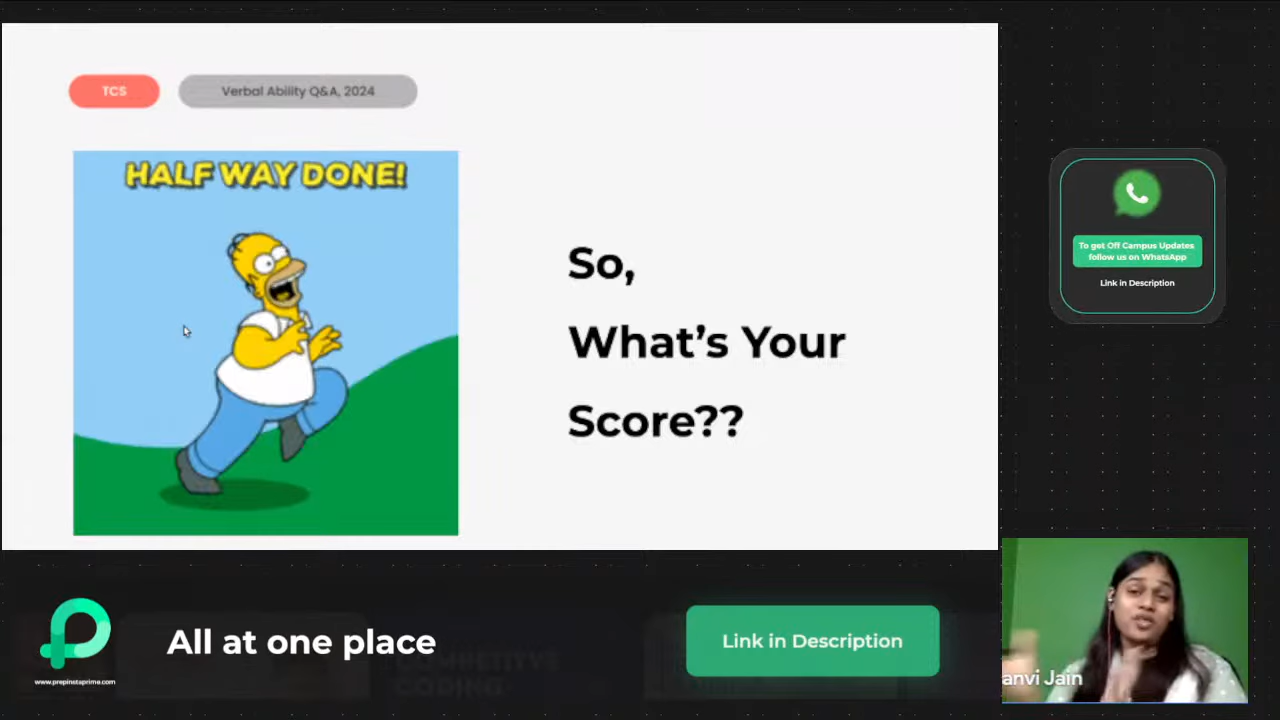 TCS
Verbal Ability Q&A, 2024
HALF WAY DONE!
So,
What's Your
Score??
To get Off Campus Updates
follow us on WhatsApp
Link in Description
All at one place
Link in Description
www.prepinstaprime.com
anvi Jain